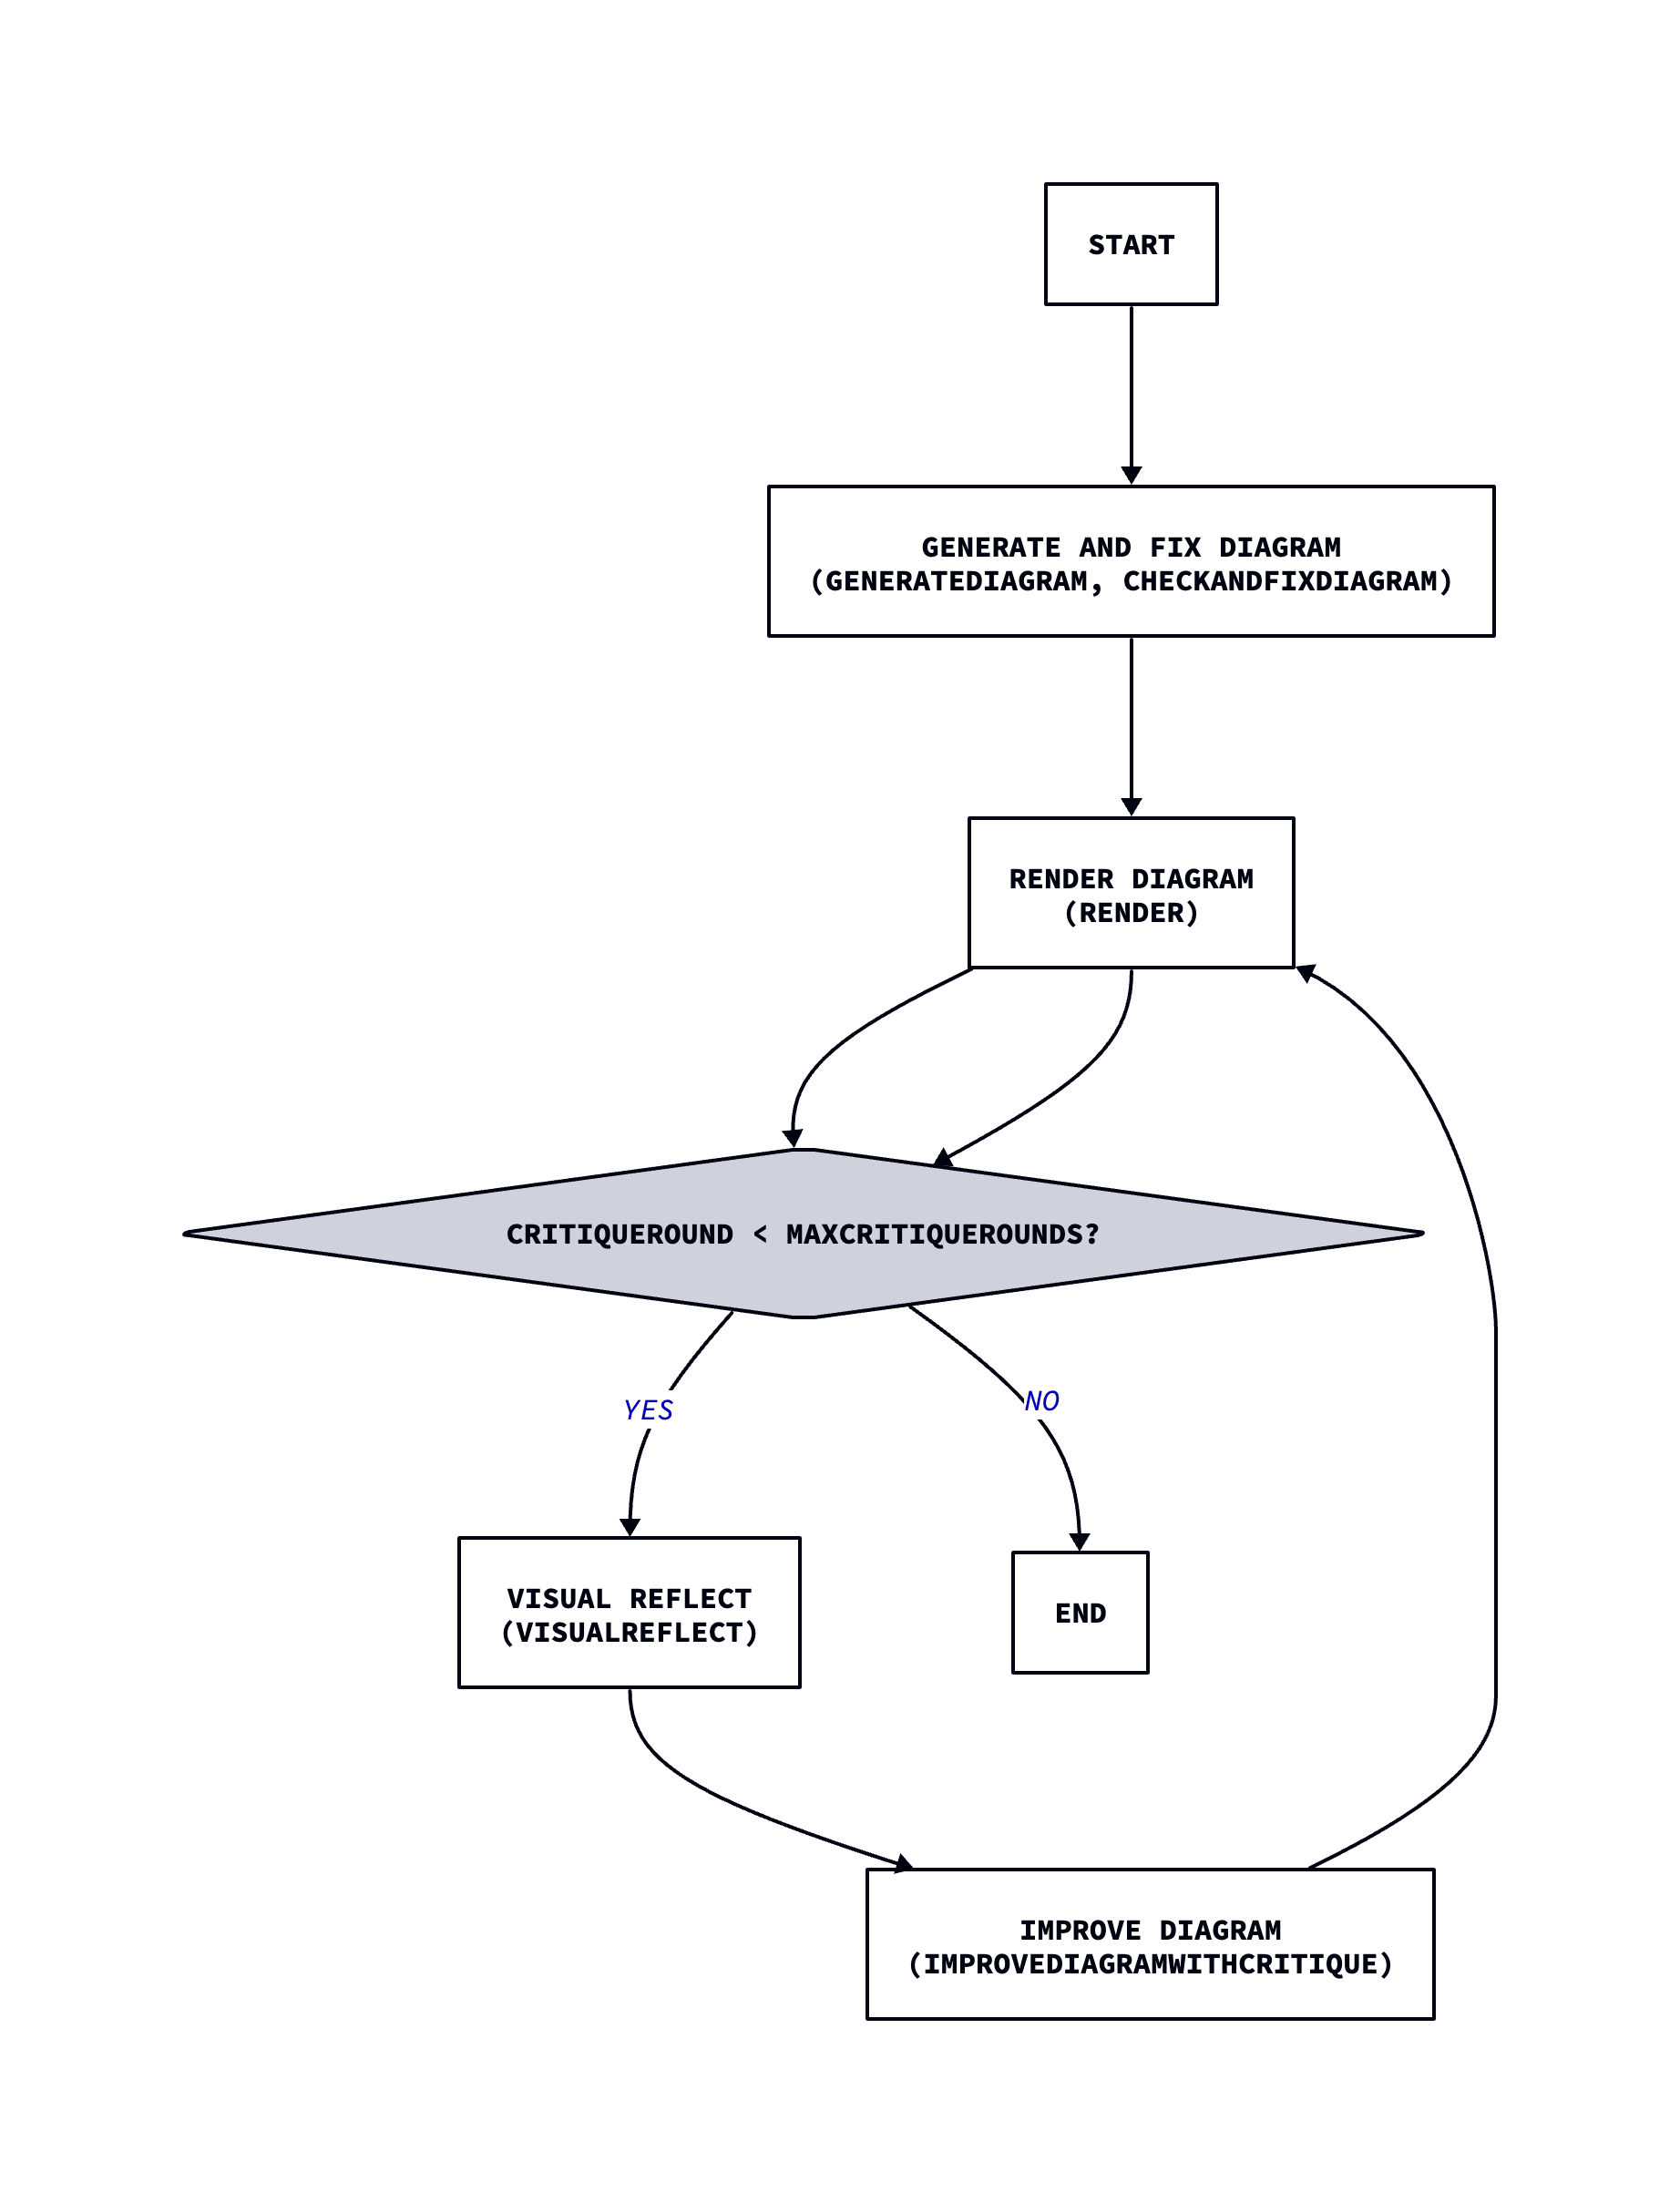 START
GENERATE AND FIX DIAGRAM
(GENERATEDIAGRAM, CHECKANDFIXDIAGRAM)
RENDER DIAGRAM
(RENDER)
CRITIQUEROUND < MAXCRITIQUEROUNDS?
YES
NO
VISUAL REFLECT
(VISUALREFLECT)
END
IMPROVE DIAGRAM
(IMPROVEDIAGRAMWITHCRITIQUE)